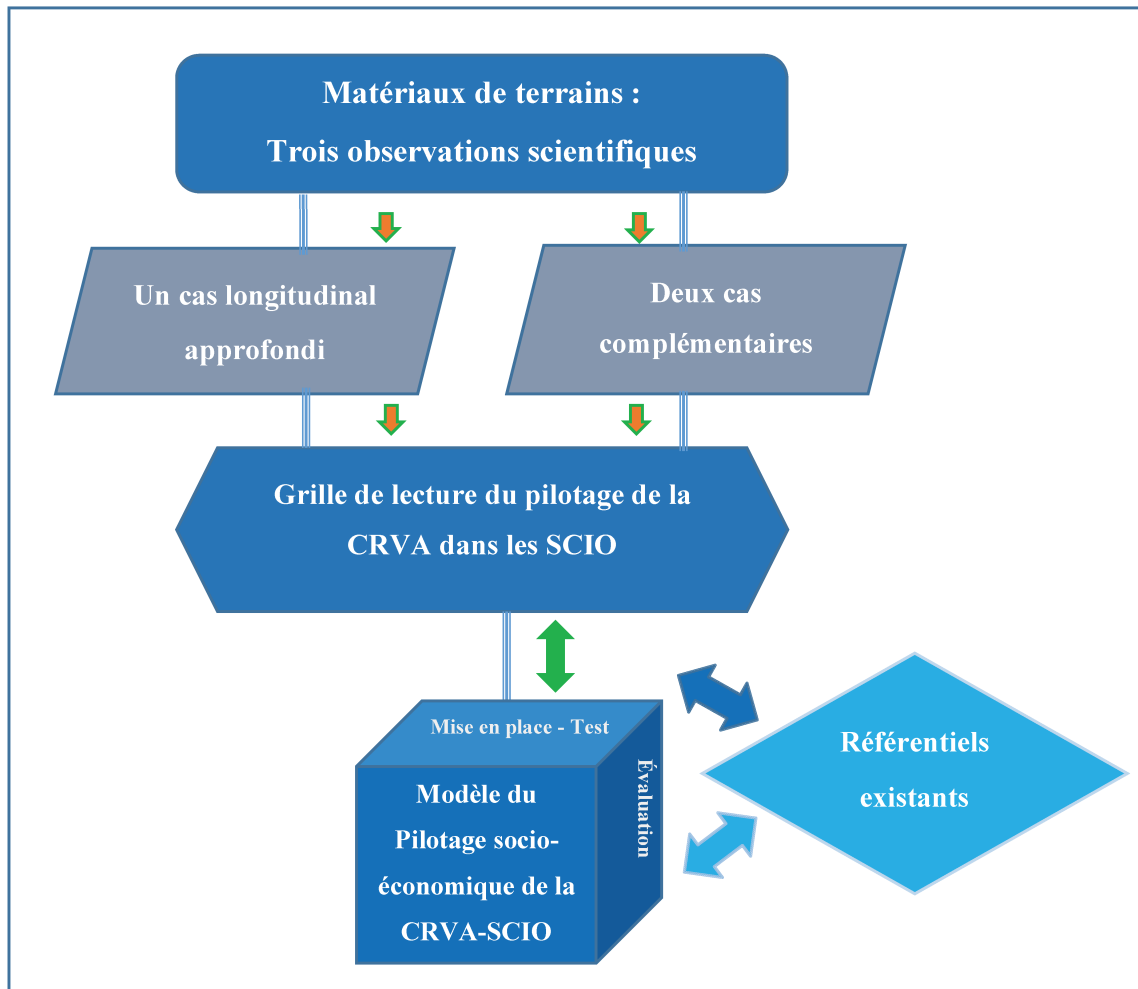 Matériaux de terrains :
Trois observations scientifiques
Un cas longitudinal
approfondi
Deux cas
complémentaires
Grille de lecture du pilotage de la
CRVA dans les SCIO
Mise en place - Test
Évaluation
Modèle du
Pilotage socio-
économique de la
CRVA-SCIO
Référentiels
existants